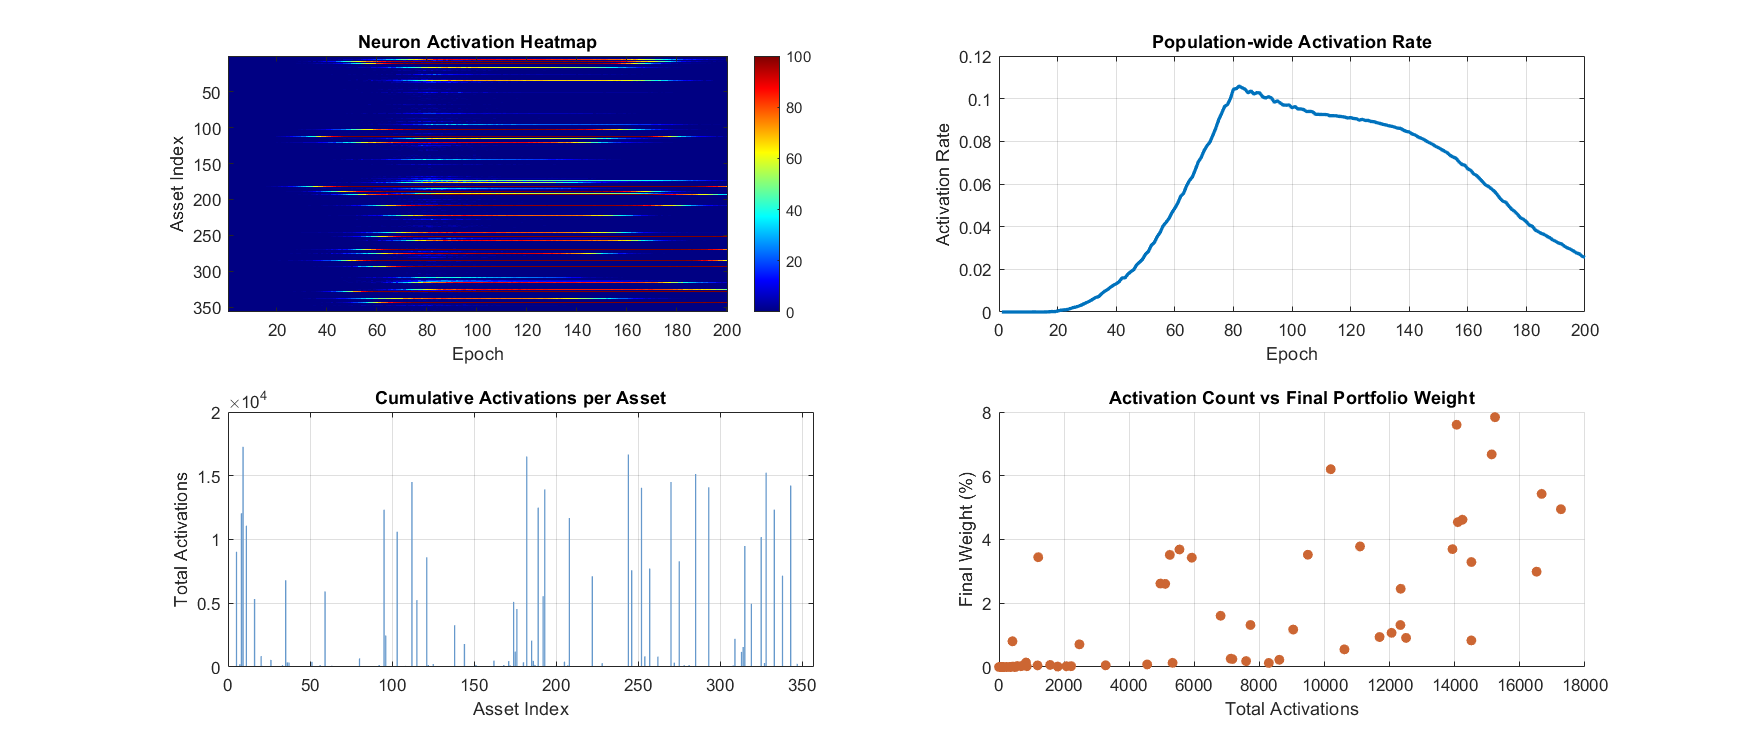 Neuron Activation Heatmap
Asset Index
50
100
150
200
250
300
350
20 40 60 80 100 120 140 160 180 200
Epoch
100
80
60
40
20
0
Population-wide Activation Rate
Activation Rate
0.12
0.1
0.08
0.06
0.04
0.02
0
0 20 40 60 80 100 120 140 160 180 200
Epoch
Cumulative Activations per Asset
×10^4
Total Activations
2
1.5
1
0.5
0
0 50 100 150 200 250 300 350
Asset Index
Activation Count vs Final Portfolio Weight
Final Weight (%)
8
6
4
2
0
0 2000 4000 6000 8000 10000 12000 14000 16000 18000
Total Activations